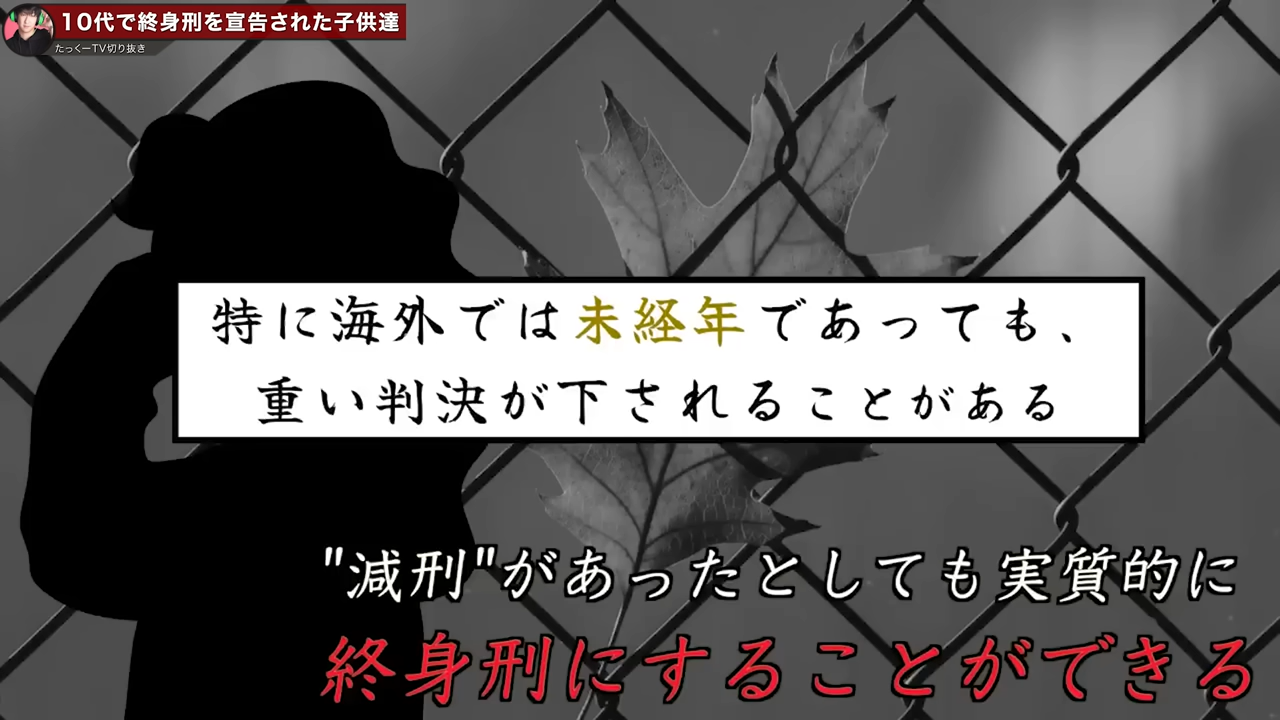 10代で終身刑を宣告された子供達
たっくーTV切り抜き
特に海外では未経年であっても、
重い判決が下されることがある
"減刑"があったとしても実質的に
終身刑にすることができる